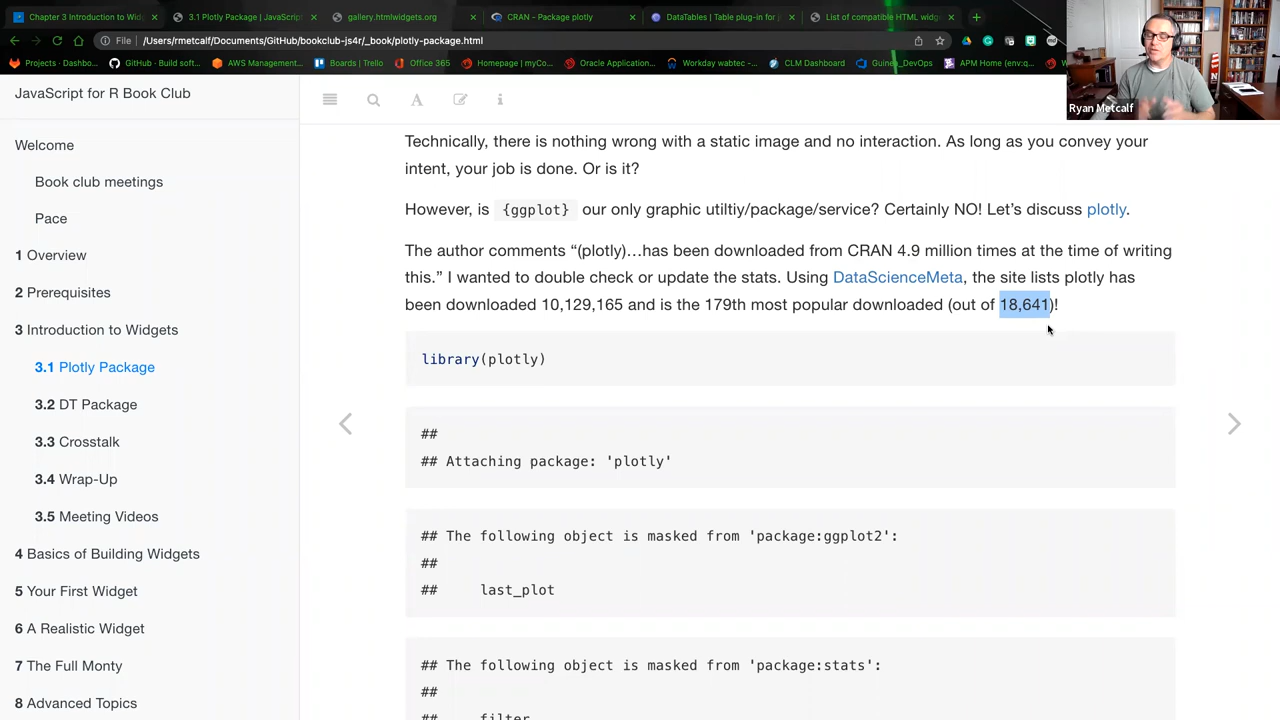 Chapter 3 Introduction to Wid
3.1 Plotly Package | JavaScrip
gallery.htmlwidgets.org
CRAN - Package plotly
DataTables | Table plug-in for j
List of compatible HTML widg
File | /Users/rmetcalf/Documents/GitHub/bookclub-js4r/_book/plotly-package.html
Projects - Dashbo...
GitHub - Build soft...
AWS Management...
Boards | Trello
Office 365
Homepage | myCo...
Oracle Application...
Workday wabtec -...
CLM Dashboard
Guinea_DevOps
APM Home (env:q...
Ryan Metcalf
JavaScript for R Book Club
Welcome
Book club meetings
Pace
1 Overview
2 Prerequisites
3 Introduction to Widgets
3.1 Plotly Package
3.2 DT Package
3.3 Crosstalk
3.4 Wrap-Up
3.5 Meeting Videos
4 Basics of Building Widgets
5 Your First Widget
6 A Realistic Widget
7 The Full Monty
8 Advanced Topics
Technically, there is nothing wrong with a static image and no interaction. As long as you convey your
intent, your job is done. Or is it?
However, is {ggplot} our only graphic utiltiy/package/service? Certainly NO! Let's discuss plotly.
The author comments “(plotly)…has been downloaded from CRAN 4.9 million times at the time of writing
this.” I wanted to double check or update the stats. Using DataScienceMeta, the site lists plotly has
been downloaded 10,129,165 and is the 179th most popular downloaded (out of 18,641)!
library(plotly)
##
## Attaching package: 'plotly'
## The following object is masked from 'package:ggplot2':
##
## last_plot
## The following object is masked from 'package:stats':
##
## filter